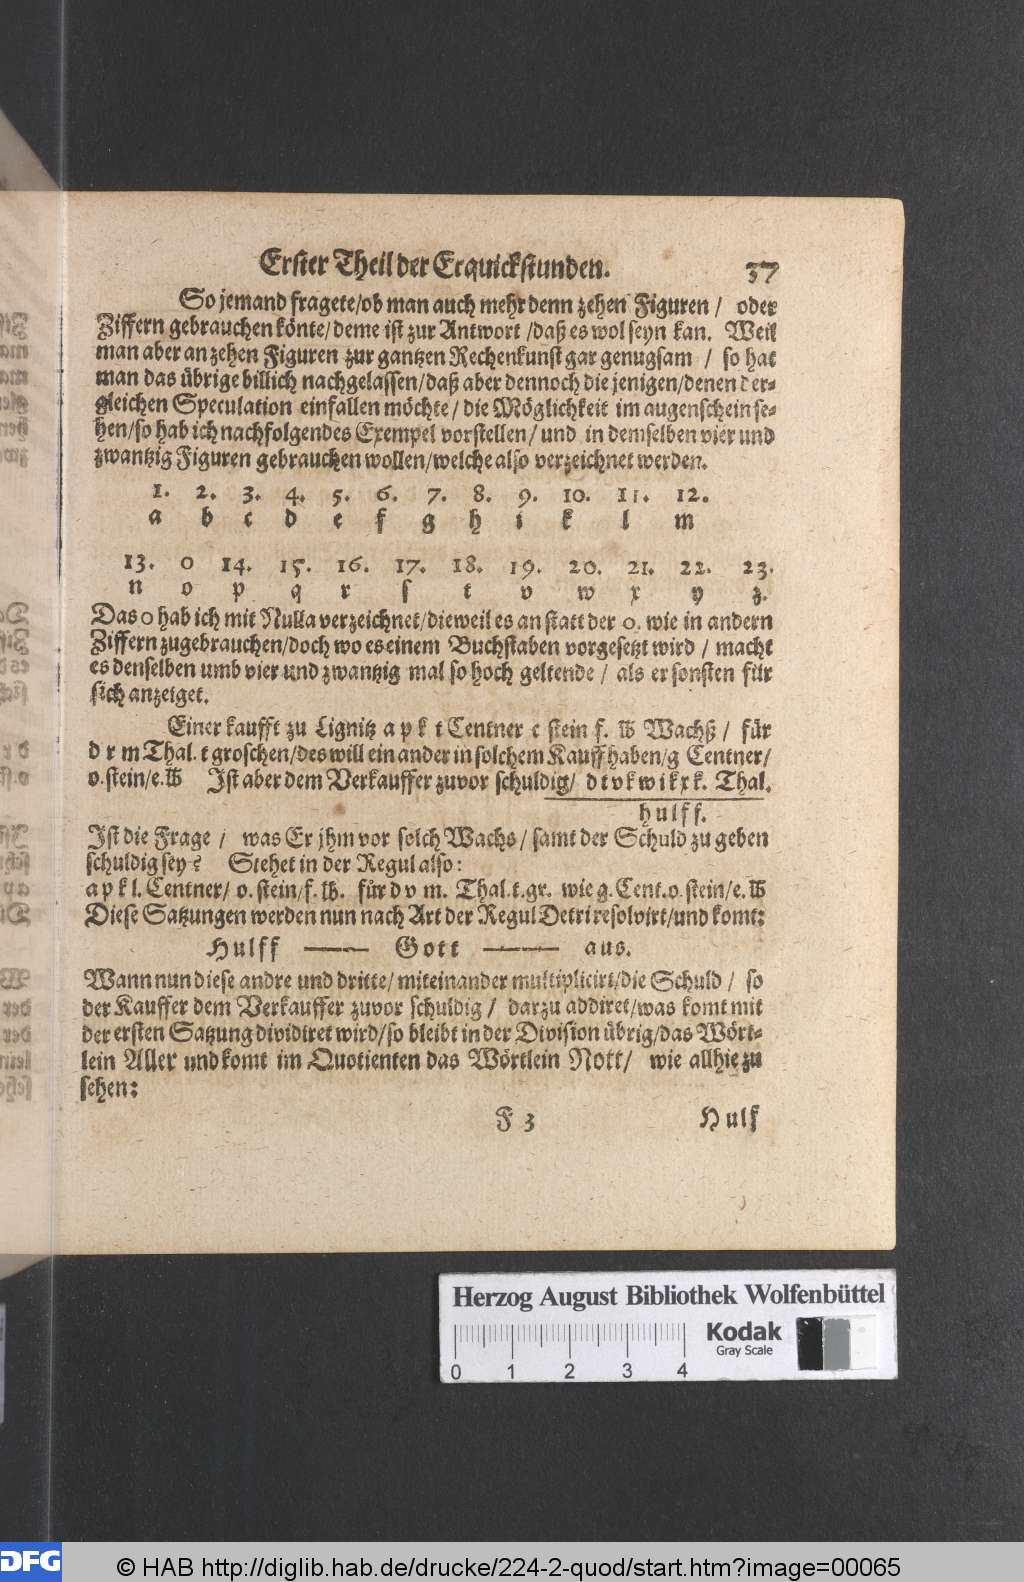 Erster Theil der Erquickstunden. 37
So jemand fragete/ob man auch mehr denn zehen Figuren / oder
Ziffern gebrauchen könte/deme ist zur Antwort /daß es wol seyn kan. Weil
man aber an zehen Figuren zur gantzen Rechenkunst gar genugsam / so hat
man das übrige billich nachgelassen/daß aber dennoch die jenigen/denen der-
gleichen Speculation einfallen möchte/ die Möglichkeit im augenschein se-
hen/so hab ich nachfolgendes Exempel vorstellen/ und in demselben vier und
zwantzig Figuren gebrauchen wollen/welche also verzeichnet werden.
1. 2. 3. 4. 5. 6. 7. 8. 9. 10. 11. 12.
a b c d e f g h i k l m
13. 0 14. 15. 16. 17. 18. 19. 20. 21. 22. 23.
n o p q r s t v w x y z.
Das o hab ich mit Nulla verzeichnet/dieweil es an statt der 0. wie in andern
Ziffern zugebrauchen/doch wo es einem Buchstaben vorgesetzt wird / macht
es denselben umb vier und zwantzig mal so hoch geltende / als er sonsten für
sich anzeiget.
Einer kaufft zu Lignitz a p k t Centner c stein f. ℔ Wachß / für
d r m Thal. t groschen/des will ein ander in solchem Kauff haben/g Centner/
o. stein/e. ℔ Ist aber dem Verkauffer zuvor schuldig/ d t v k w i k x k. Thal.
hulff.
Ist die Frage / was Er jhm vor solch Wachs/ samt der Schuld zu geben
schuldig sey? Stehet in der Regul also:
a p k l. Centner/ o. stein/f. ℔. für d v m. Thal. t. gr. wie g. Cent. o. stein/e. ℔
Diese Satzungen werden nun nach Art der Regul Detri resolvirt/und komt:
Hulff —— Gott —— aus.
Wann nun diese andre und dritte/ miteinander multiplicirt/die Schuld / so
der Kauffer dem Verkauffer zuvor schuldig / darzu addiret/was komt mit
der ersten Satzung dividiret wird/so bleibt in der Division übrig/das Wört-
lein Aller und komt im Quotienten das Wörtlein Nott/ wie allhie zu
sehen:
F 3 Hulf
Herzog August Bibliothek Wolfenbüttel
0 1 2 3 4
Kodak
Gray Scale
DFG
© HAB http://diglib.hab.de/drucke/224-2-quod/start.htm?image=00065